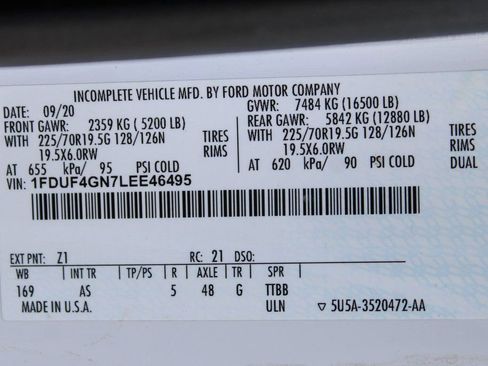 INCOMPLETE VEHICLE MFD. BY FORD MOTOR COMPANY
DATE: 09/20 GVWR: 7484 KG (16500 LB)
FRONT GAWR: 2359 KG ( 5200 LB) REAR GAWR: 5842 KG (12880 LB)
WITH 225/70R19.5G 128/126N TIRES WITH 225/70R19.5G 128/126N TIRES
19.5X6.0RW RIMS 19.5X6.0RW RIMS
AT 655 kPa/ 95 PSI COLD AT 620 kPa/ 90 PSI COLD DUAL
VIN: 1FDUF4GN7LEE46495
EXT PNT: Z1 RC: 21 DSO:
WB INT TR TP/PS R AXLE TR SPR
169 AS 5 48 G TTBB
MADE IN U.S.A. ULN ▽ 5U5A-3520472-AA